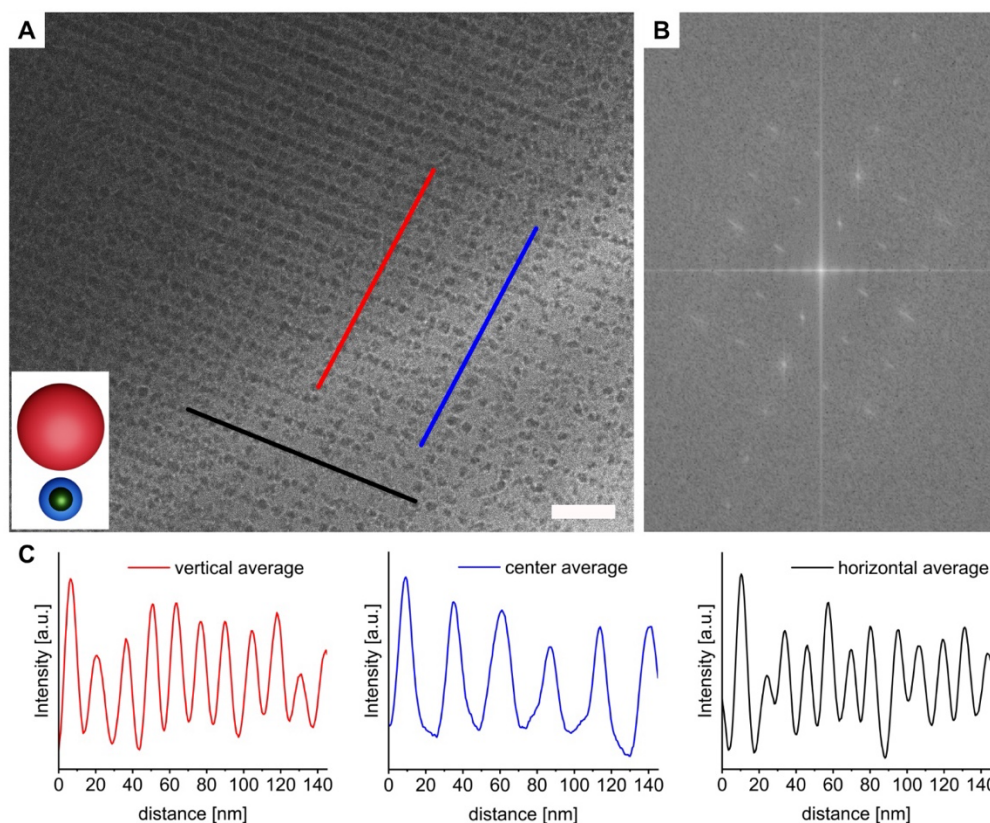 A
B
C
vertical average
center average
horizontal average
Intensity [a.u.]
Intensity [a.u.]
Intensity [a.u.]
0 20 40 60 80 100 120 140
0 20 40 60 80 100 120 140
0 20 40 60 80 100 120 140
distance [nm]
distance [nm]
distance [nm]